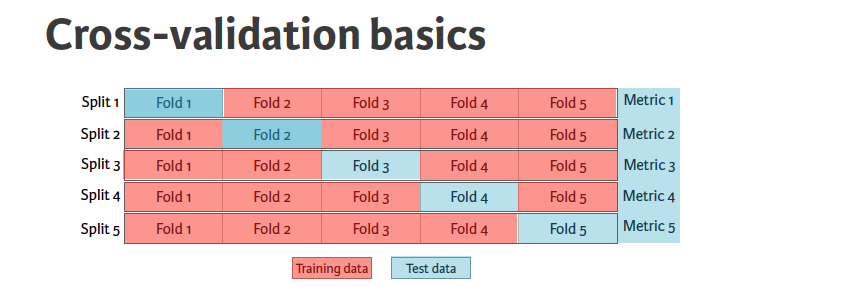 Cross-validation basics
Split 1 Fold 1 Fold 2 Fold 3 Fold 4 Fold 5 Metric 1
Split 2 Fold 1 Fold 2 Fold 3 Fold 4 Fold 5 Metric 2
Split 3 Fold 1 Fold 2 Fold 3 Fold 4 Fold 5 Metric 3
Split 4 Fold 1 Fold 2 Fold 3 Fold 4 Fold 5 Metric 4
Split 5 Fold 1 Fold 2 Fold 3 Fold 4 Fold 5 Metric 5
Training data Test data